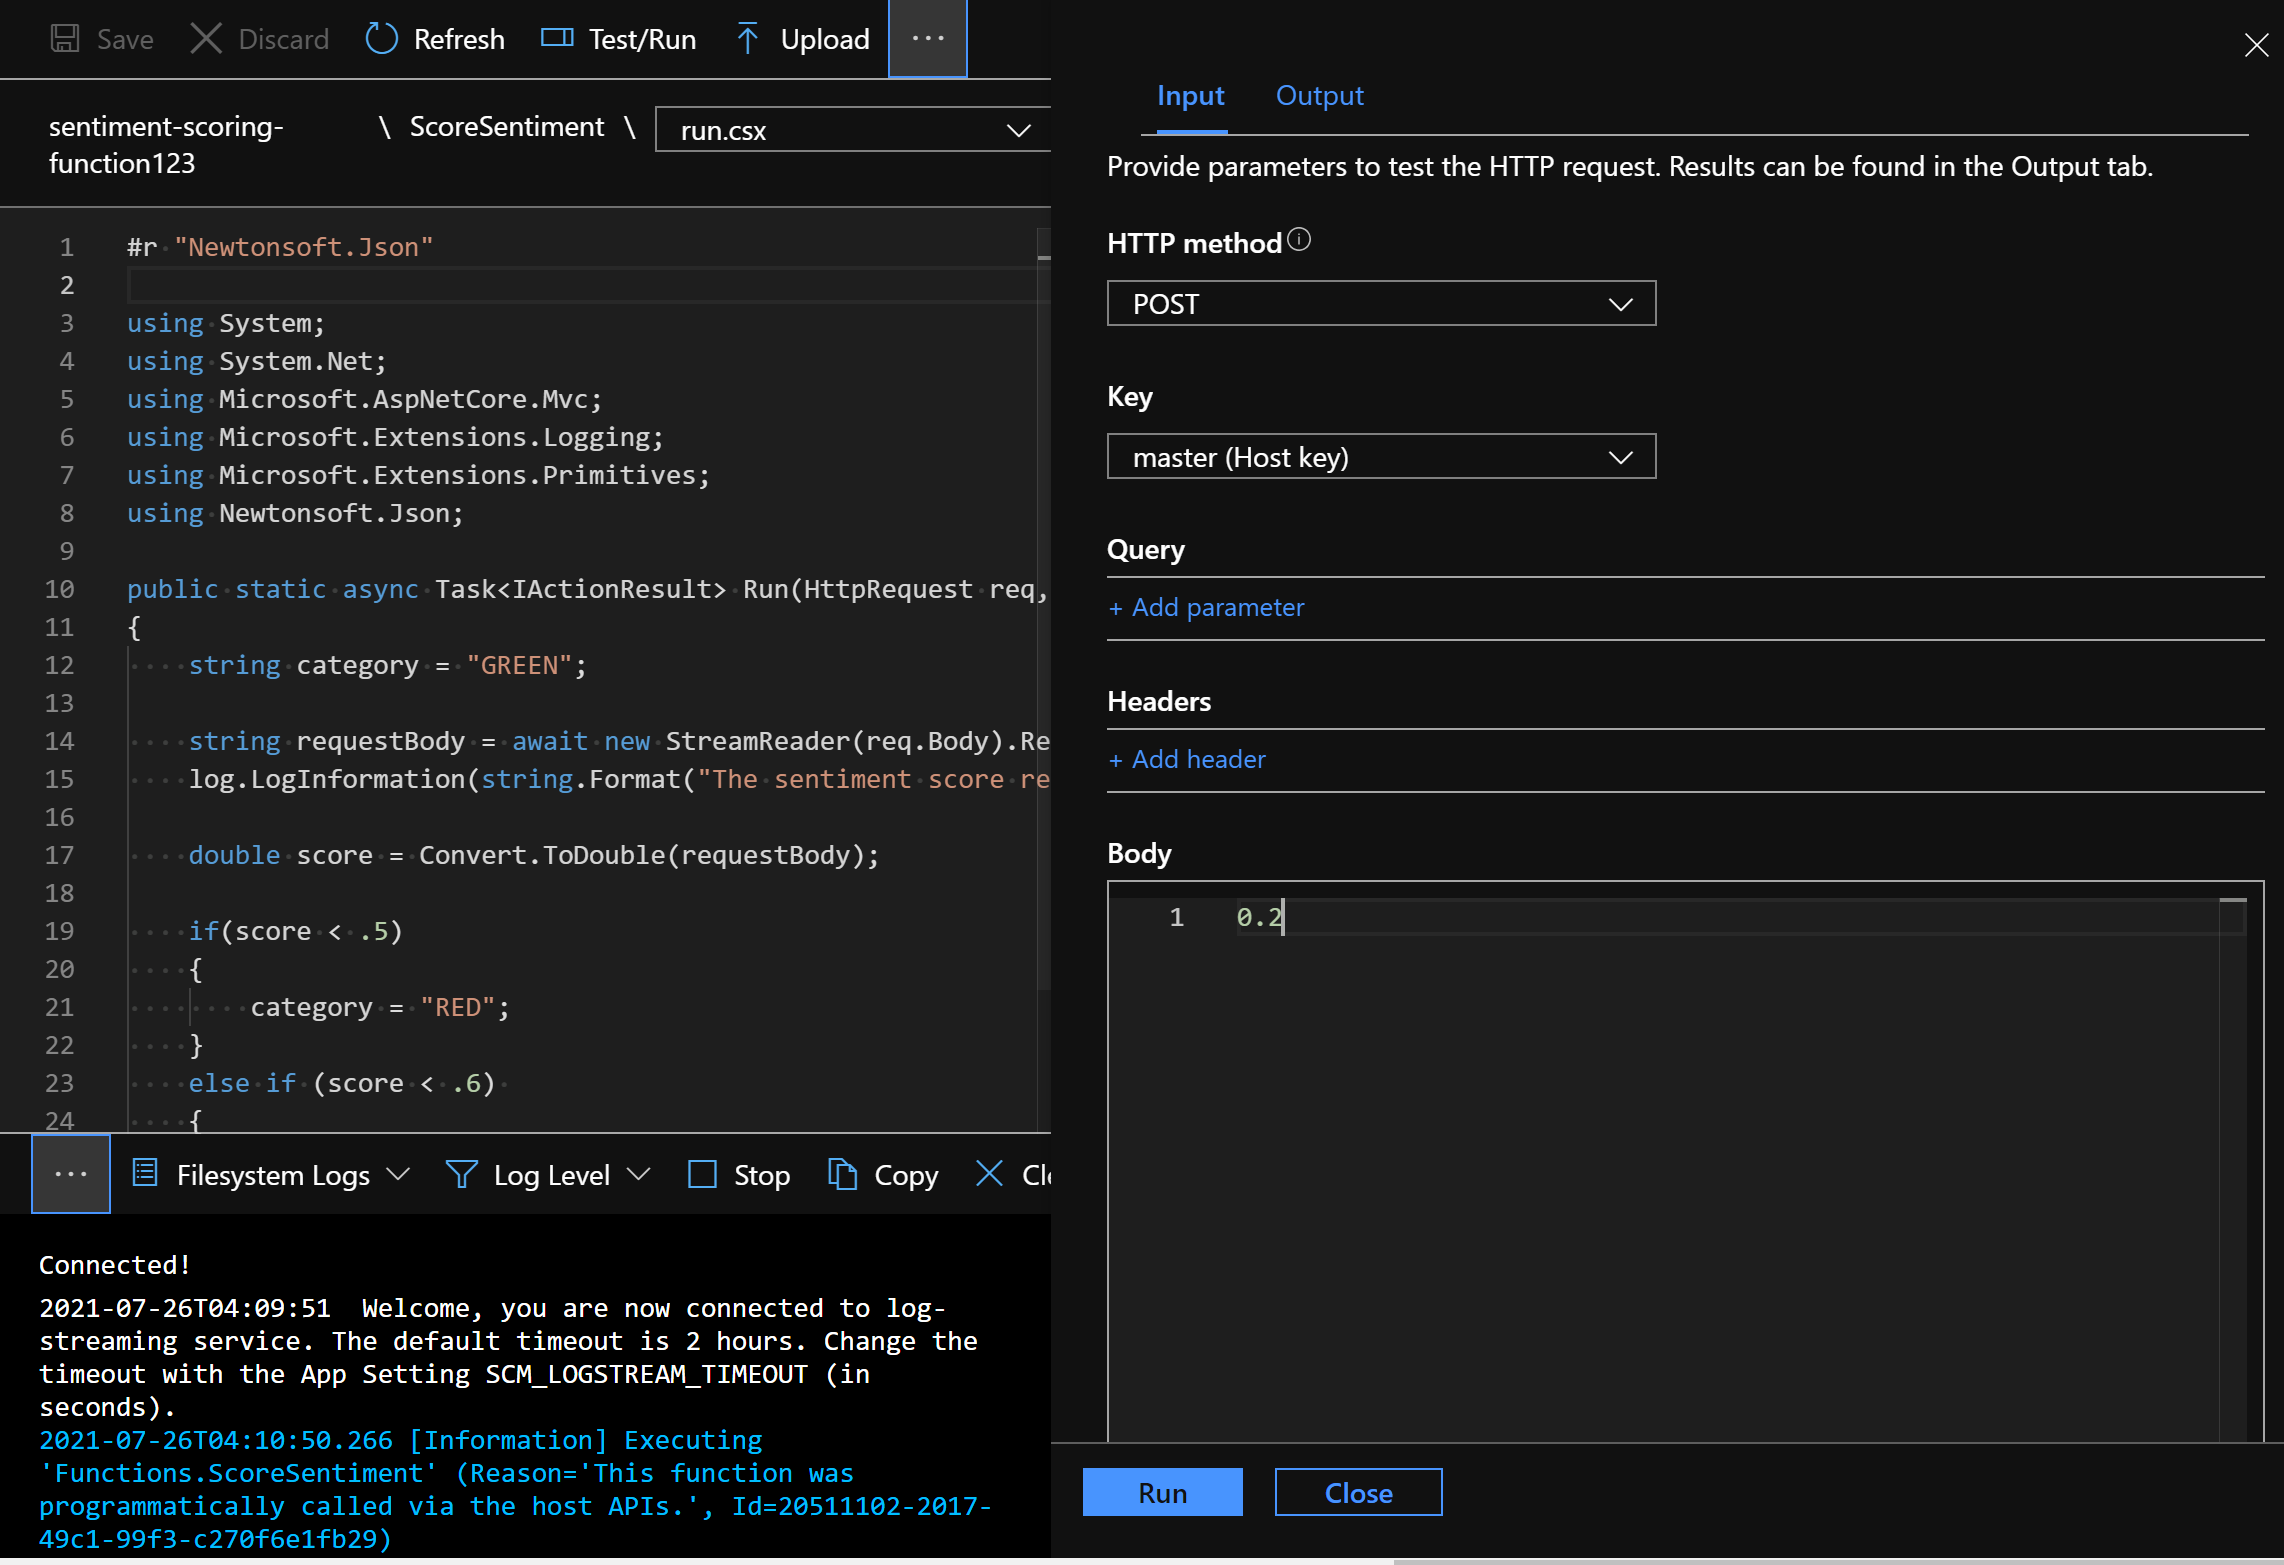 Save Discard Refresh Test/Run Upload ...
sentiment-scoring-
function123 \ ScoreSentiment \ run.csx
1 #r "Newtonsoft.Json"
2
3 using System;
4 using System.Net;
5 using Microsoft.AspNetCore.Mvc;
6 using Microsoft.Extensions.Logging;
7 using Microsoft.Extensions.Primitives;
8 using Newtonsoft.Json;
9
10 public static async Task<IActionResult> Run(HttpRequest req,
11 {
12 string category = "GREEN";
13
14 string requestBody = await new StreamReader(req.Body).Re
15 log.LogInformation(string.Format("The sentiment score re
16
17 double score = Convert.ToDouble(requestBody);
18
19 if(score < .5)
20 {
21 category = "RED";
22 }
23 else if (score < .6)
24 {
... Filesystem Logs Log Level Stop Copy Cle
Connected!
2021-07-26T04:09:51  Welcome, you are now connected to log-
streaming service. The default timeout is 2 hours. Change the
timeout with the App Setting SCM_LOGSTREAM_TIMEOUT (in
seconds).
2021-07-26T04:10:50.266 [Information] Executing
'Functions.ScoreSentiment' (Reason='This function was
programmatically called via the host APIs.', Id=20511102-2017-
49c1-99f3-c270f6e1fb29)
Input Output
Provide parameters to test the HTTP request. Results can be found in the Output tab.
HTTP method
POST
Key
master (Host key)
Query
+ Add parameter
Headers
+ Add header
Body
1 0.2
Run Close